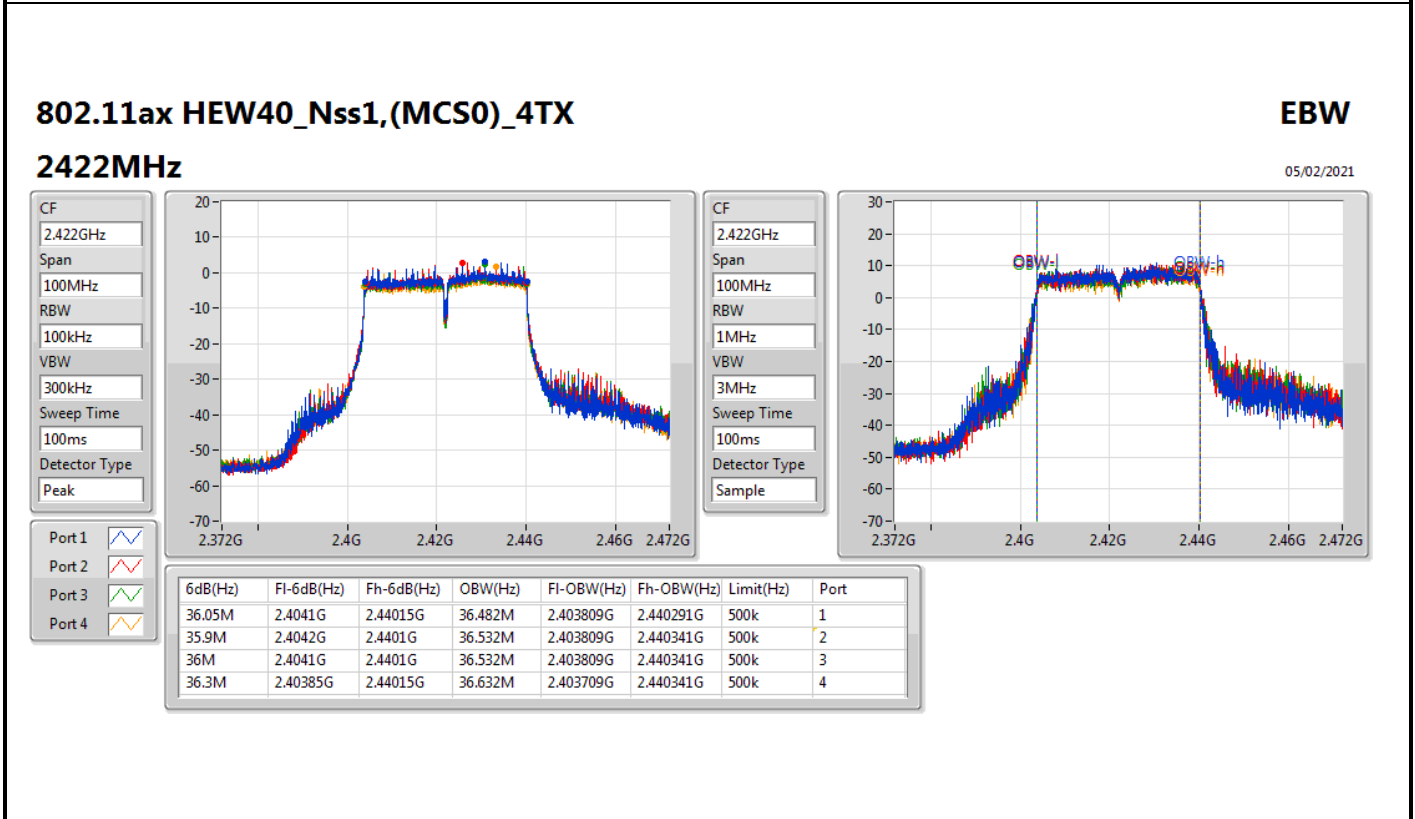 802.11ax HEW40_Nss1,(MCS0)_4TX
EBW
2422MHz
05/02/2021
CF
2.422GHz
Span
100MHz
RBW
100kHz
VBW
300kHz
Sweep Time
100ms
Detector Type
Peak
20
10
0
-10
-20
-30
-40
-50
-60
-70
2.372G 2.4G 2.42G 2.44G 2.46G 2.472G
CF
2.422GHz
Span
100MHz
RBW
1MHz
VBW
3MHz
Sweep Time
100ms
Detector Type
Sample
30
20
10
0
-10
-20
-30
-40
-50
-60
-70
OBW-l
OBW-h
2.372G 2.4G 2.42G 2.44G 2.46G 2.472G
Port 1
Port 2
Port 3
Port 4
6dB(Hz) Fl-6dB(Hz) Fh-6dB(Hz) OBW(Hz) Fl-OBW(Hz) Fh-OBW(Hz) Limit(Hz) Port
36.05M 2.4041G 2.44015G 36.482M 2.403809G 2.440291G 500k 1
35.9M 2.4042G 2.4401G 36.532M 2.403809G 2.440341G 500k 2
36M 2.4041G 2.4401G 36.532M 2.403809G 2.440341G 500k 3
36.3M 2.40385G 2.44015G 36.632M 2.403709G 2.440341G 500k 4